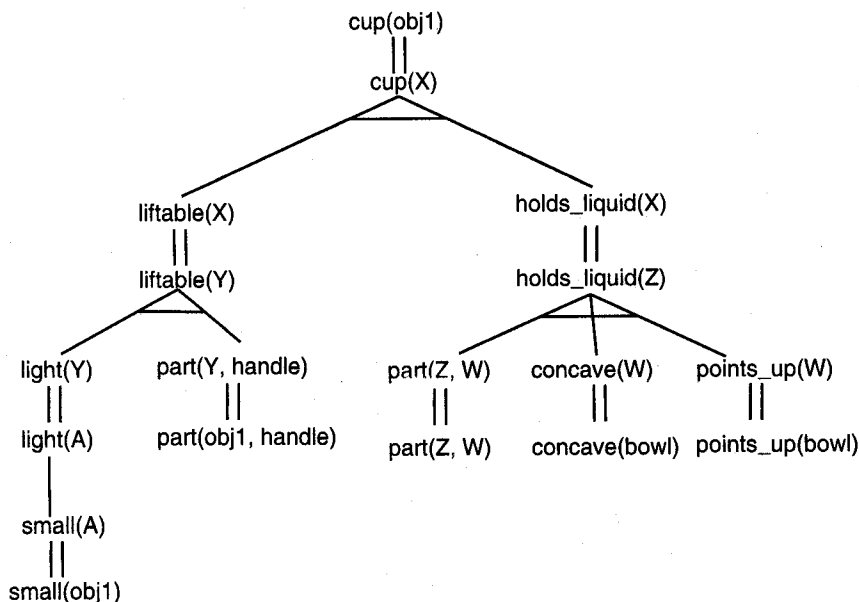 cup(obj1)
cup(X)
liftable(X)
holds_liquid(X)
liftable(Y)
holds_liquid(Z)
light(Y)
part(Y, handle)
part(Z, W)
concave(W)
points_up(W)
light(A)
part(obj1, handle)
part(Z, W)
concave(bowl)
points_up(bowl)
small(A)
small(obj1)